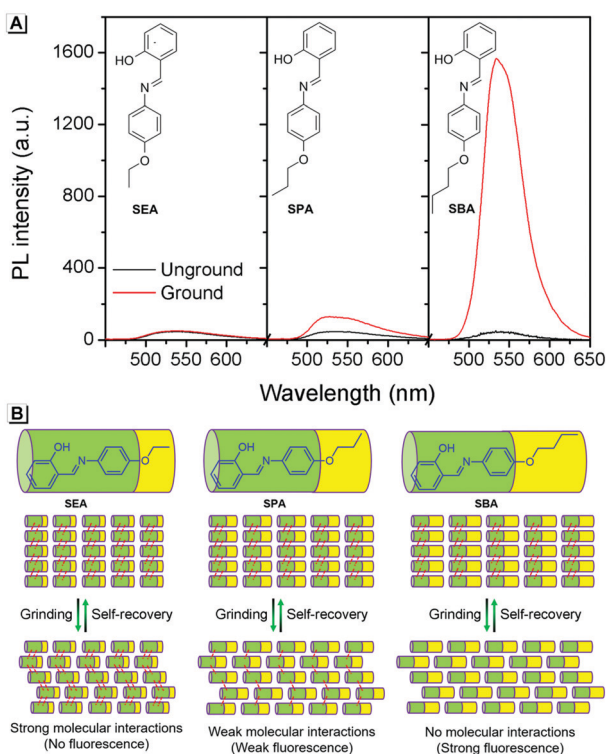 A
PL intensity (a.u.)
1600
1200
800
400
0
HO
N
O
SEA
HO
N
O
SPA
HO
N
O
SBA
Unground
Ground
500 550 600 500 550 600 500 550 600 650
Wavelength (nm)
B
OH
N
O
SEA
OH
N
O
SPA
OH
N
O
SBA
Grinding Self-recovery
Grinding Self-recovery
Grinding Self-recovery
Strong molecular interactions
(No fluorescence)
Weak molecular interactions
(Weak fluorescence)
No molecular interactions
(Strong fluorescence)